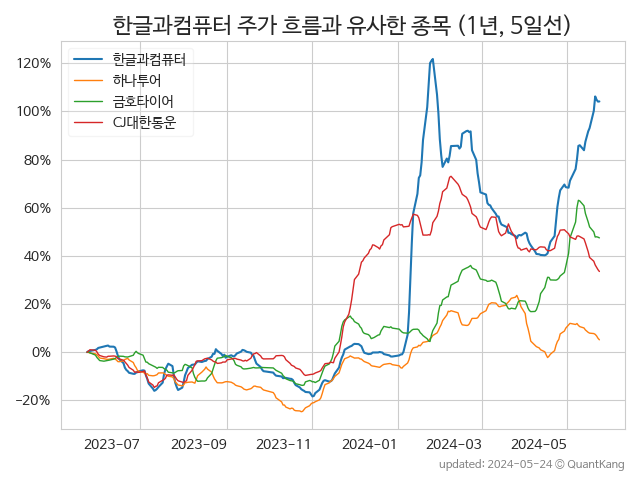 한글과컴퓨터 주가 흐름과 유사한 종목 (1년, 5일선)
한글과컴퓨터
하나투어
금호타이어
CJ대한통운
120%
100%
80%
60%
40%
20%
0%
−20%
2023-07
2023-09
2023-11
2024-01
2024-03
2024-05
updated: 2024-05-24 © QuantKang